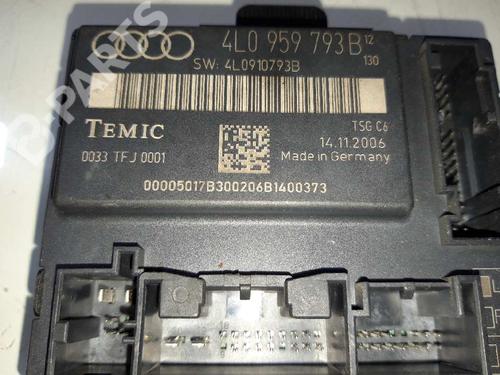 4L0 959 793B 12
130
SW: 4L0910793B
TEMIC
TSG C6
14.11.2006
0033 TFJ 0001
Made in Germany
00005017B300206B1400373
B-PARTS